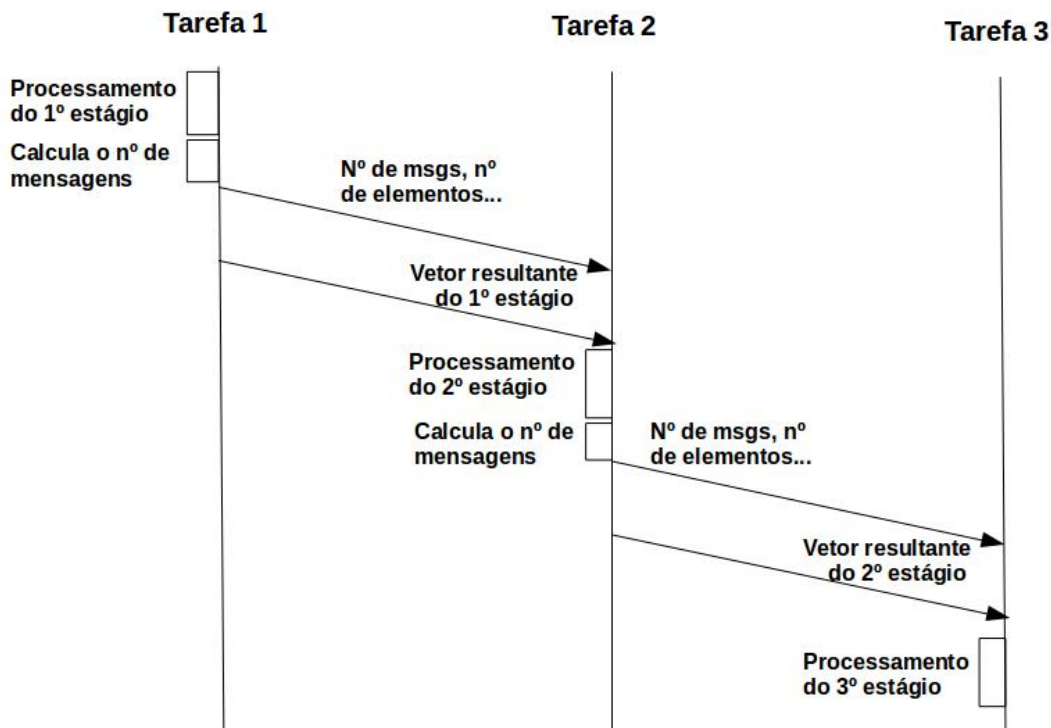 Tarefa 1
Tarefa 2
Tarefa 3
Processamento
do 1º estágio
Calcula o nº de
mensagens
Nº de msgs, nº
de elementos...
Vetor resultante
do 1º estágio
Processamento
do 2º estágio
Calcula o nº de
mensagens
Nº de msgs, nº
de elementos...
Vetor resultante
do 2º estágio
Processamento
do 3º estágio